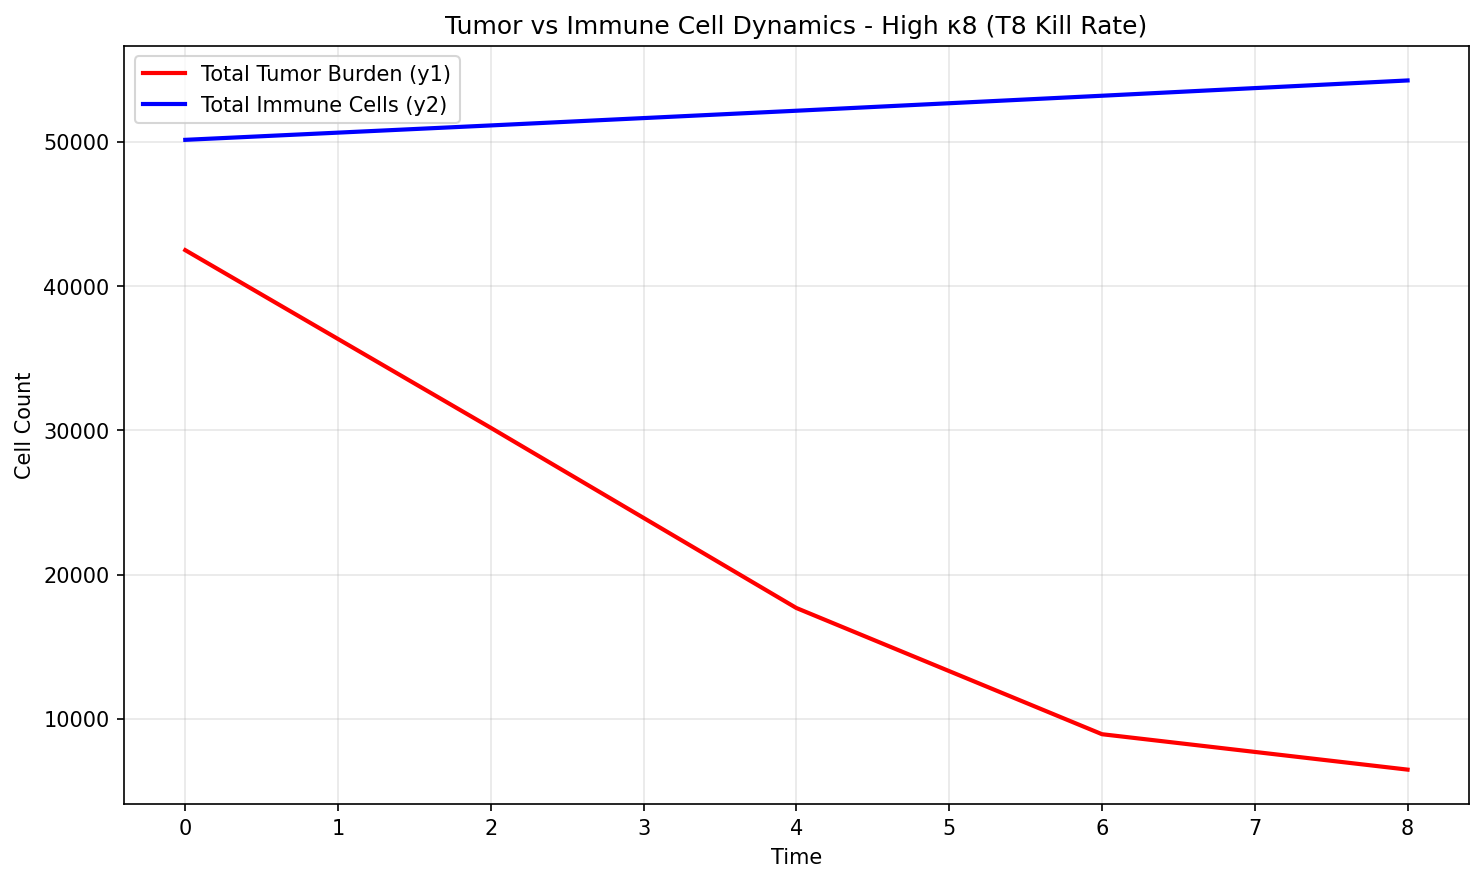 Tumor vs Immune Cell Dynamics - High κ8 (T8 Kill Rate)
Total Tumor Burden (y1)
Total Immune Cells (y2)
50000
40000
30000
20000
10000
Cell Count
0 1 2 3 4 5 6 7 8
Time